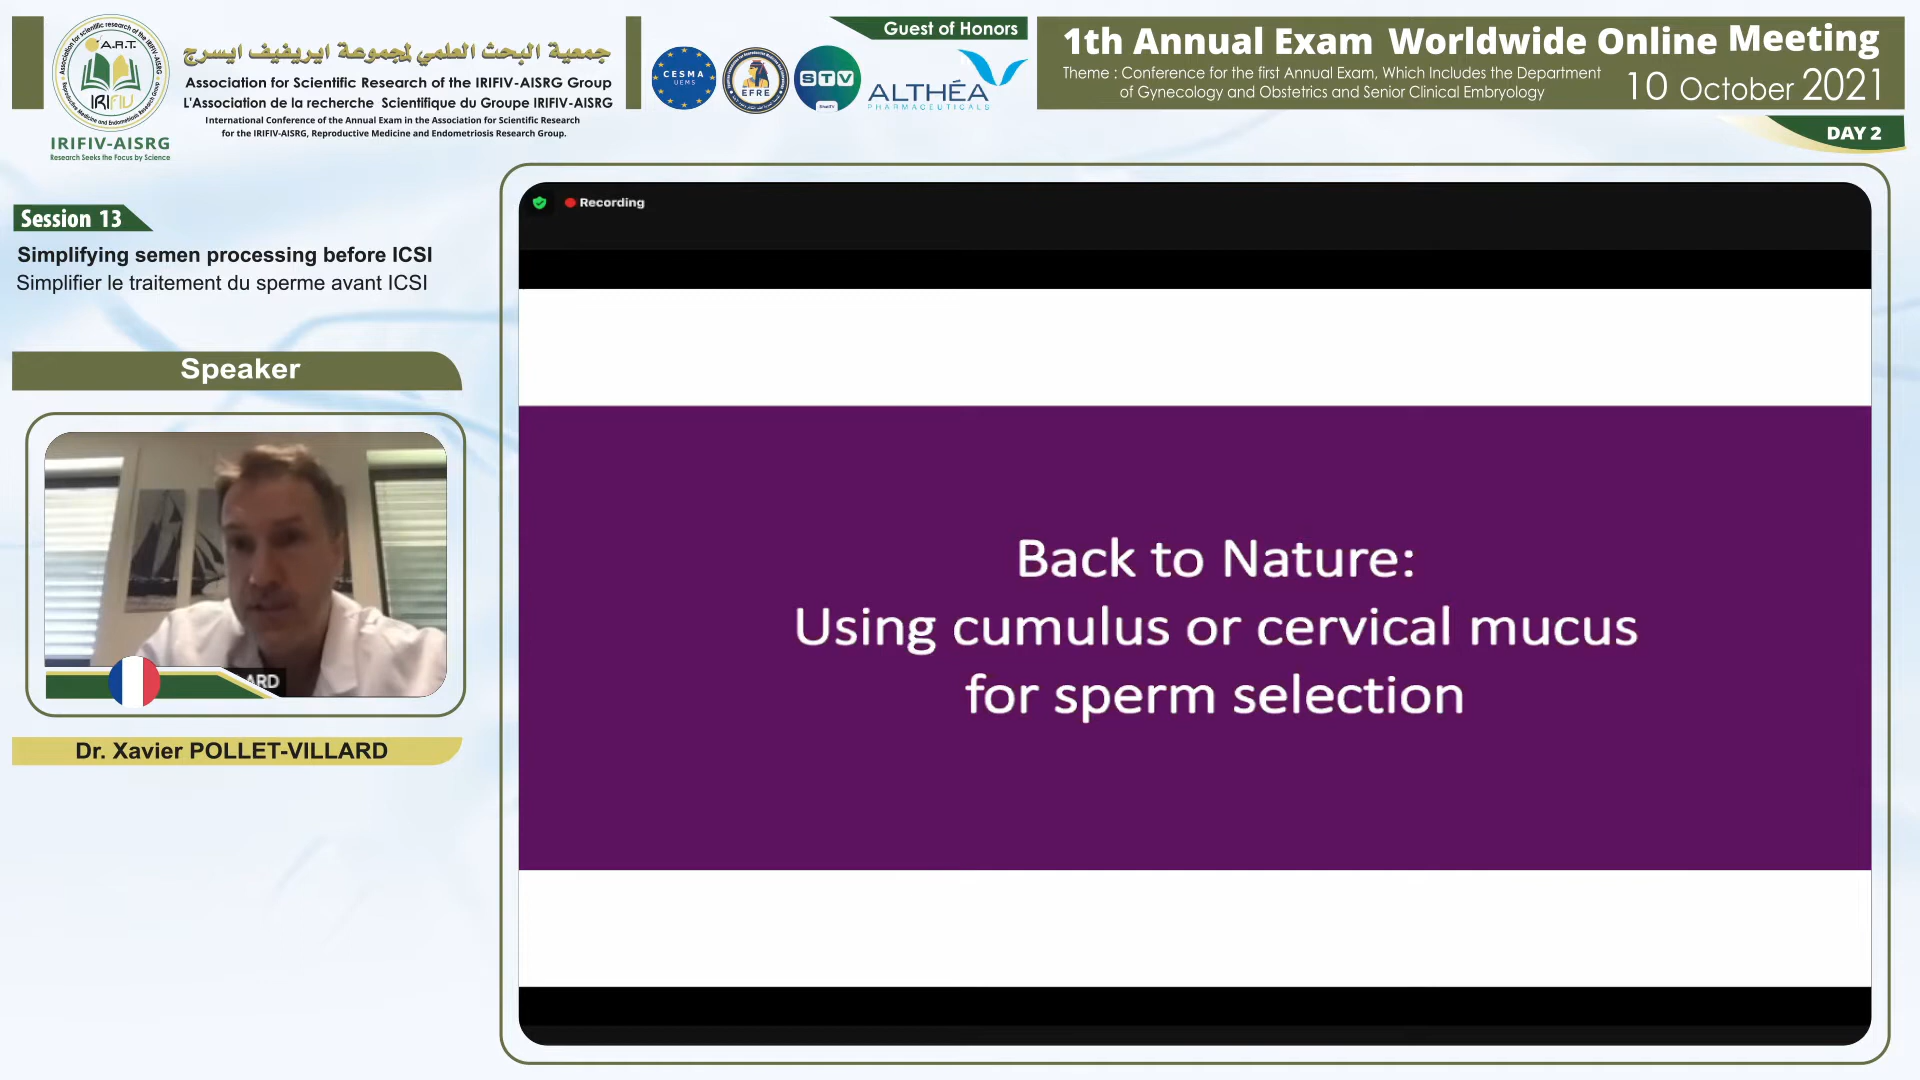 A.R.T.
IRIFIV
IRIFIV-AISRG
Research Seeks the Focus by Science
جمعية البحث العلمي لمجموعة ايريفيف ايسرج
Association for Scientific Research of the IRIFIV-AISRG Group
L'Association de la recherche Scientifique du Groupe IRIFIV-AISRG
International Conference of the Annual Exam in the Association for Scientific Research
for the IRIFIV-AISRG, Reproductive Medicine and Endometriosis Research Group.
Guest of Honors
CESMA
UEMS
EFRE
STV
ALTHÉA
PHARMACEUTICALS
1th Annual Exam Worldwide Online Meeting
Theme : Conference for the first Annual Exam, Which Includes the Department
of Gynecology and Obstetrics and Senior Clinical Embryology
10 October 2021
DAY 2
Session 13
Simplifying semen processing before ICSI
Simplifier le traitement du sperme avant ICSI
Speaker
ARD
Dr. Xavier POLLET-VILLARD
Recording
Back to Nature:
Using cumulus or cervical mucus
for sperm selection